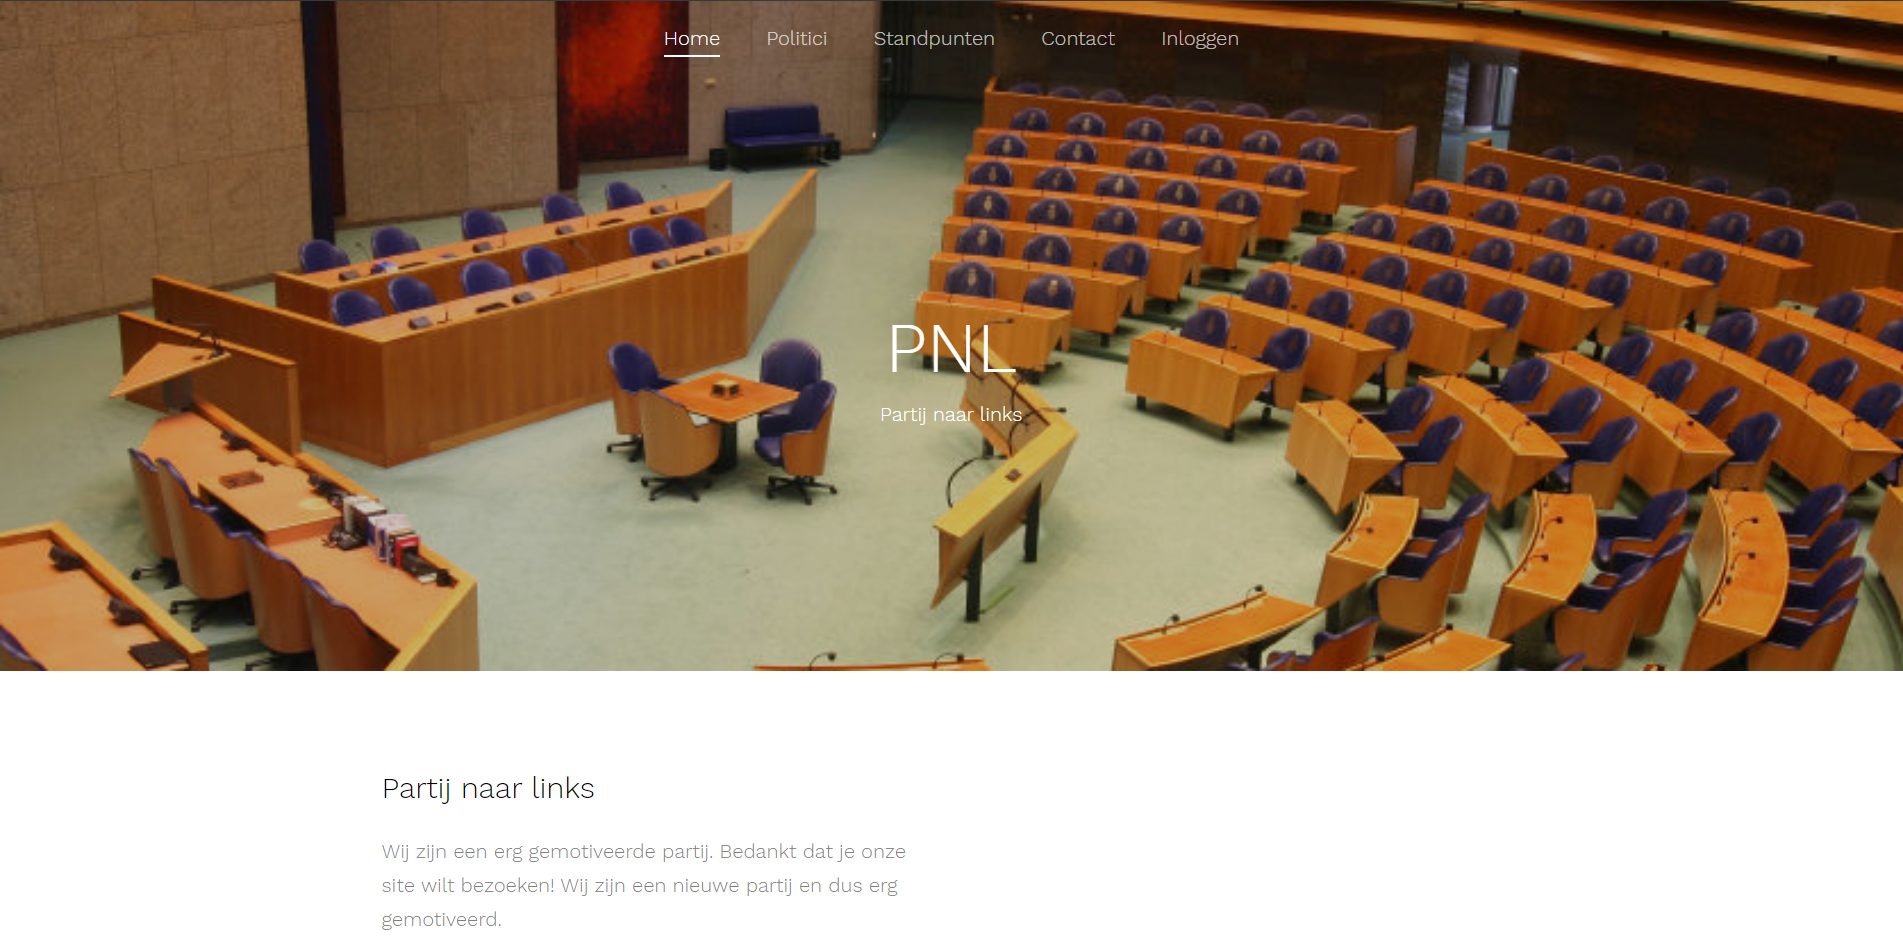 Home Politici Standpunten Contact Inloggen
PNL
Partij naar links
Partij naar links
Wij zijn een erg gemotiveerde partij. Bedankt dat je onze
site wilt bezoeken! Wij zijn een nieuwe partij en dus erg
gemotiveerd.